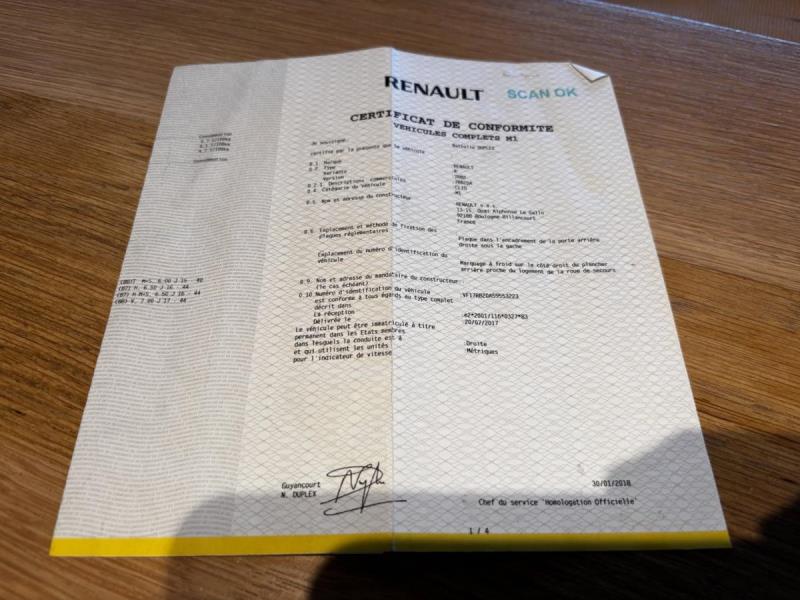 RENAULT
SCAN OK
CERTIFICAT DE CONFORMITE
VEHICULES COMPLETS M1
Je soussigné,
Nathalie DUPLEX
certifie par la présente que le véhicule
0.1. Marque
RENAULT
0.2. Type
R
Variante
Version
0.2.1. Descriptions commerciales
CLIO
0.4. Catégorie du véhicule
M1
0.5. Nom et adresse du constructeur
RENAULT s.a.s.
13-15, Quai Alphonse Le Gallo
92100 Boulogne-Billancourt
France
0.6. Emplacement et méthode de fixation des
plaques réglementaires
Plaque dans l'encadrement de la porte arrière
droite sous la gache
Emplacement du numéro d'identification du
véhicule
Marquage à froid sur le côté droit du plancher
arrière proche du logement de la roue de secours
0.9. Nom et adresse du mandataire du constructeur
(le cas échéant)
0.10 Numéro d'identification du véhicule
est conforme à tous égards au type complet
décrit dans
La réception
e2*2001/116*0327*83
Délivrée le
20/07/2017
Le véhicule peut être immatriculé à titre
permanent dans les Etats membres
dans lesquels la conduite est à
Droite
et qui utilisent les unités
Métriques
pour l'indicateur de vitesse
Guyancourt
N. DUPLEX
30/01/2018
Chef du service 'Homologation Officielle'
1 / 4